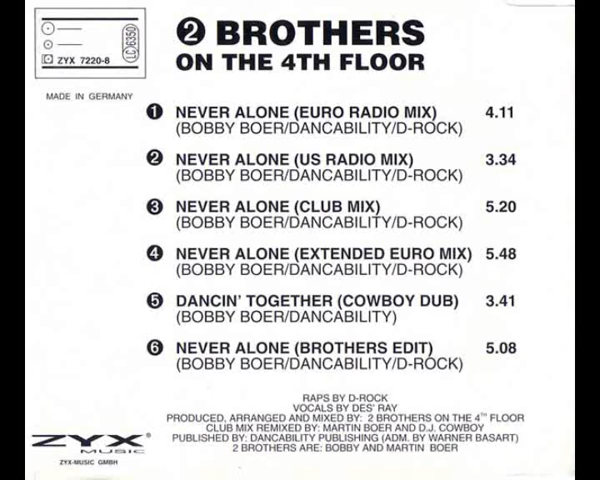 2 BROTHERS
ON THE 4TH FLOOR
LC 6350
ZYX 7220-8
MADE IN GERMANY
1 NEVER ALONE (EURO RADIO MIX) 4.11
(BOBBY BOER/DANCABILITY/D-ROCK)
2 NEVER ALONE (US RADIO MIX) 3.34
(BOBBY BOER/DANCABILITY/D-ROCK)
3 NEVER ALONE (CLUB MIX) 5.20
(BOBBY BOER/DANCABILITY/D-ROCK)
4 NEVER ALONE (EXTENDED EURO MIX) 5.48
(BOBBY BOER/DANCABILITY/D-ROCK)
5 DANCIN' TOGETHER (COWBOY DUB) 3.41
(BOBBY BOER/DANCABILITY)
6 NEVER ALONE (BROTHERS EDIT) 5.08
(BOBBY BOER/DANCABILITY/D-ROCK)
RAPS BY D-ROCK
VOCALS BY DES' RAY
PRODUCED, ARRANGED AND MIXED BY: 2 BROTHERS ON THE 4TH FLOOR
CLUB MIX REMIXED BY: MARTIN BOER AND D.J. COWBOY
PUBLISHED BY: DANCABILITY PUBLISHING (ADM. BY WARNER BASART)
2 BROTHERS ARE: BOBBY AND MARTIN BOER
ZYX®
MUSIC
ZYX-MUSIC GMBH